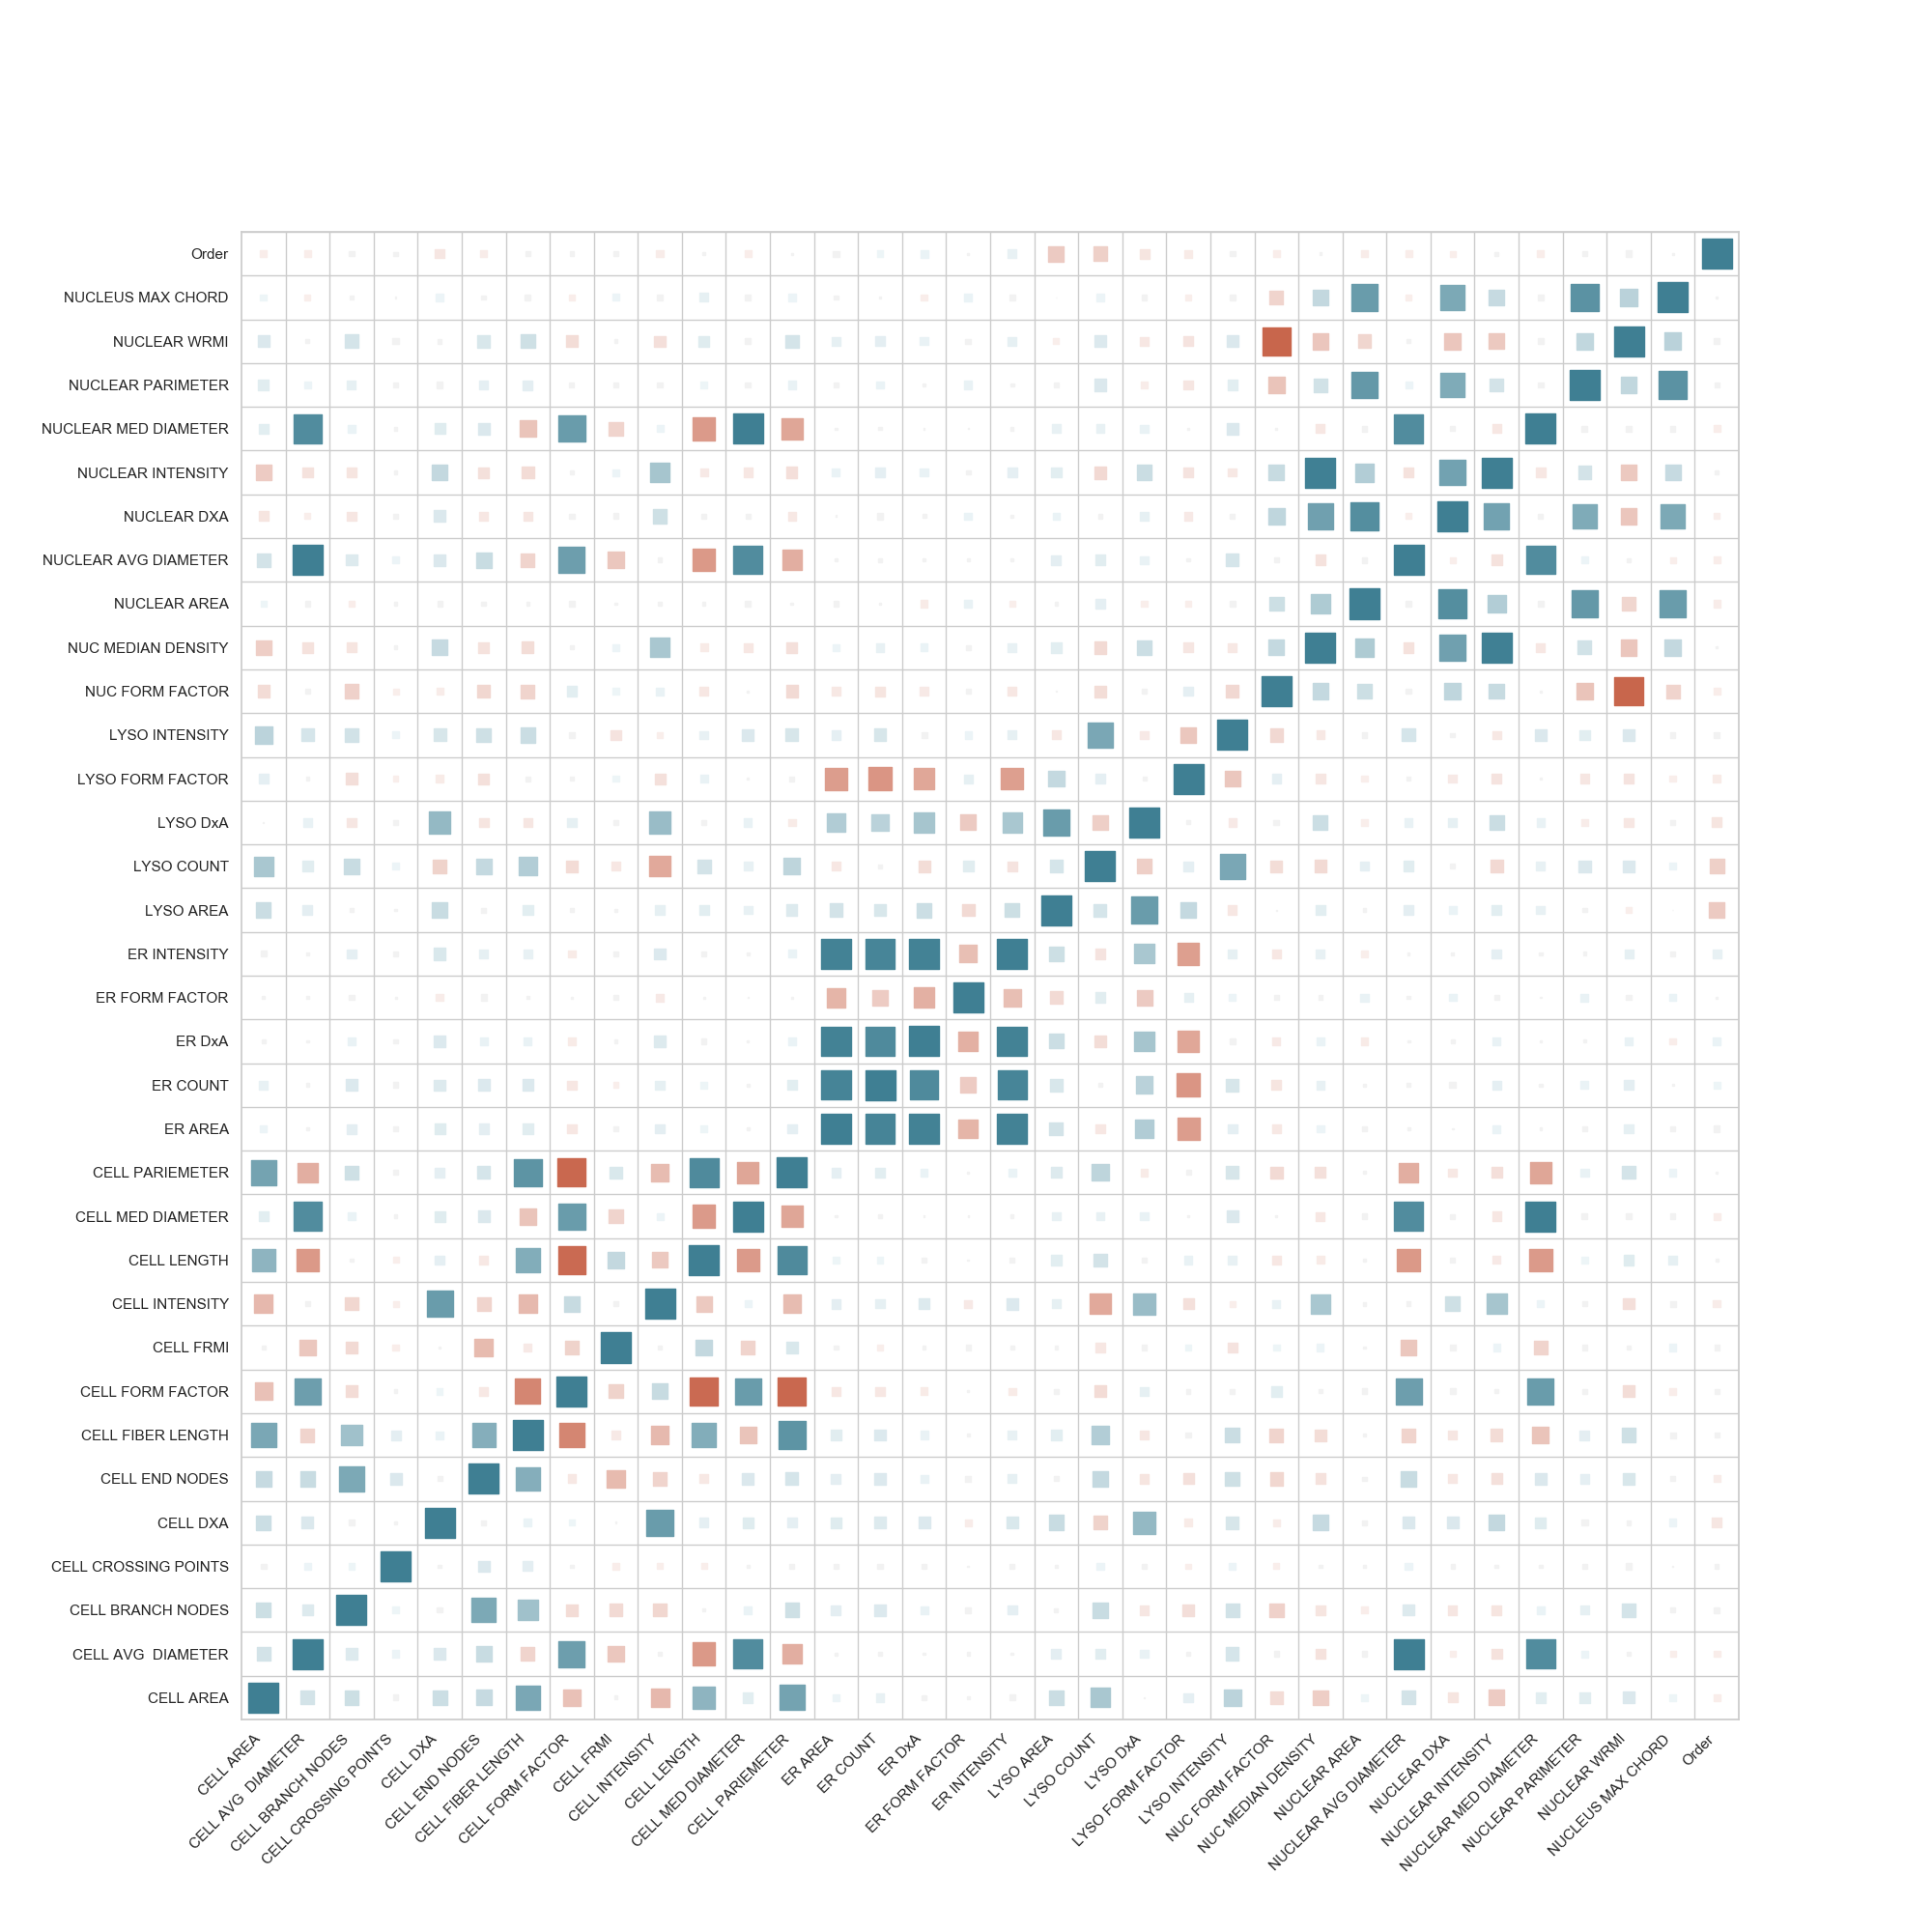 Order
NUCLEUS MAX CHORD
NUCLEAR WRMI
NUCLEAR PARIMETER
NUCLEAR MED DIAMETER
NUCLEAR INTENSITY
NUCLEAR DXA
NUCLEAR AVG DIAMETER
NUCLEAR AREA
NUC MEDIAN DENSITY
NUC FORM FACTOR
LYSO INTENSITY
LYSO FORM FACTOR
LYSO DxA
LYSO COUNT
LYSO AREA
ER INTENSITY
ER FORM FACTOR
ER DxA
ER COUNT
ER AREA
CELL PARIEMETER
CELL MED DIAMETER
CELL LENGTH
CELL INTENSITY
CELL FRMI
CELL FORM FACTOR
CELL FIBER LENGTH
CELL END NODES
CELL DXA
CELL CROSSING POINTS
CELL BRANCH NODES
CELL AVG  DIAMETER
CELL AREA
CELL AREA
CELL AVG  DIAMETER
CELL BRANCH NODES
CELL CROSSING POINTS
CELL DXA
CELL END NODES
CELL FIBER LENGTH
CELL FORM FACTOR
CELL FRMI
CELL INTENSITY
CELL LENGTH
CELL MED DIAMETER
CELL PARIEMETER
ER AREA
ER COUNT
ER DxA
ER FORM FACTOR
ER INTENSITY
LYSO AREA
LYSO COUNT
LYSO DxA
LYSO FORM FACTOR
LYSO INTENSITY
NUC FORM FACTOR
NUC MEDIAN DENSITY
NUCLEAR AREA
NUCLEAR AVG DIAMETER
NUCLEAR DXA
NUCLEAR INTENSITY
NUCLEAR MED DIAMETER
NUCLEAR PARIMETER
NUCLEAR WRMI
NUCLEUS MAX CHORD
Order